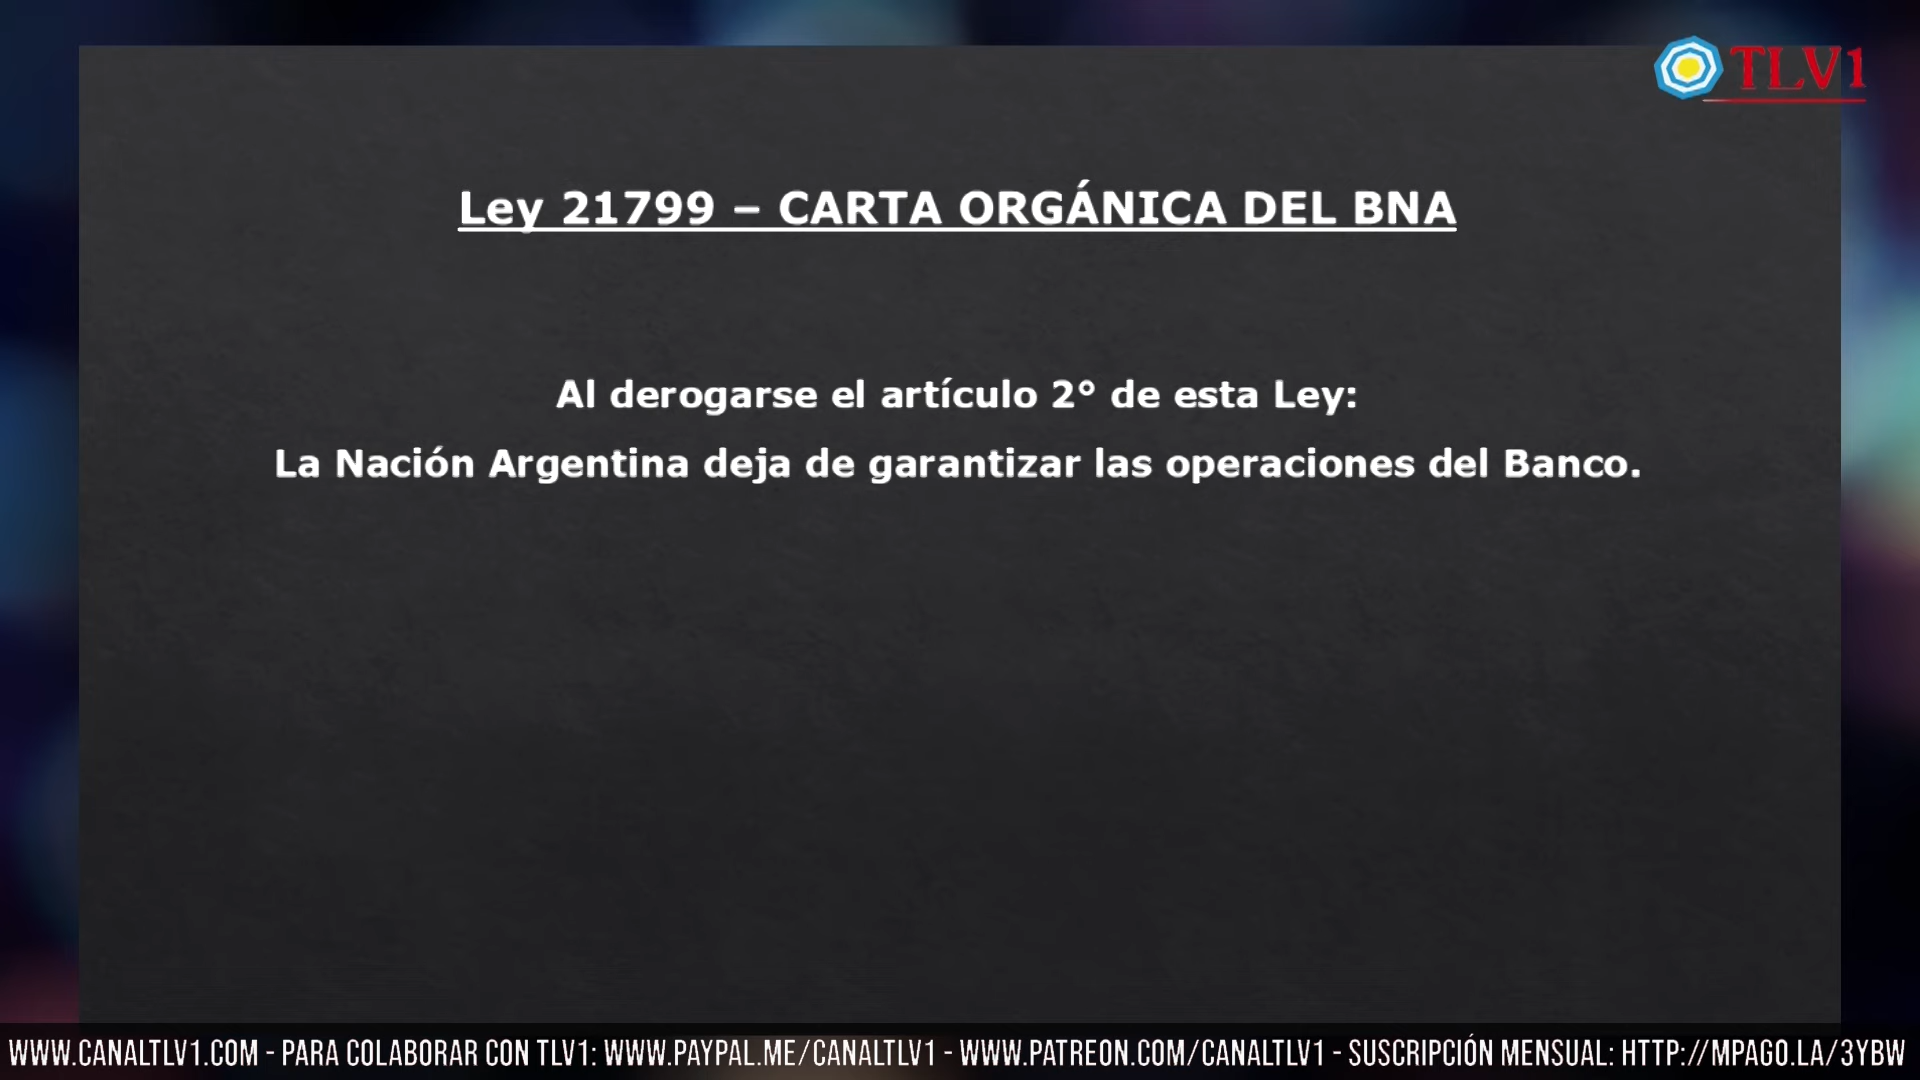 TLV1
Ley 21799 – CARTA ORGÁNICA DEL BNA
Al derogarse el artículo 2° de esta Ley:
La Nación Argentina deja de garantizar las operaciones del Banco.
WWW.CANALTLV1.COM - PARA COLABORAR CON TLV1: WWW.PAYPAL.ME/CANALTLV1 - WWW.PATREON.COM/CANALTLV1 - SUSCRIPCIÓN MENSUAL: HTTP://MPAGO.LA/3YBW